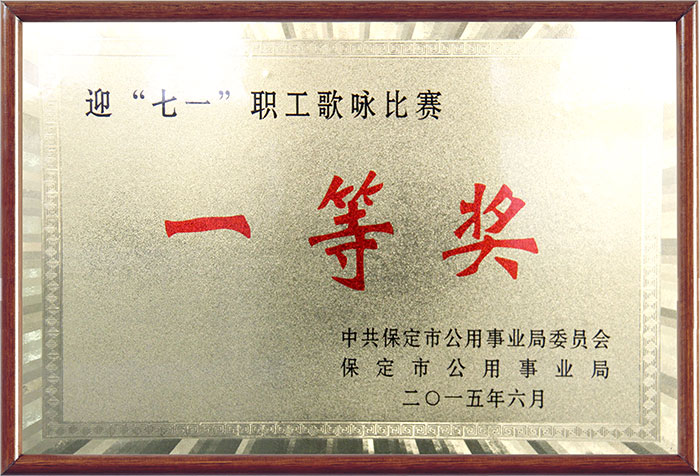 迎“七一”职工歌咏比赛
一等奖
中共保定市公用事业局委员会
保定市公用事业局
二〇一五年六月